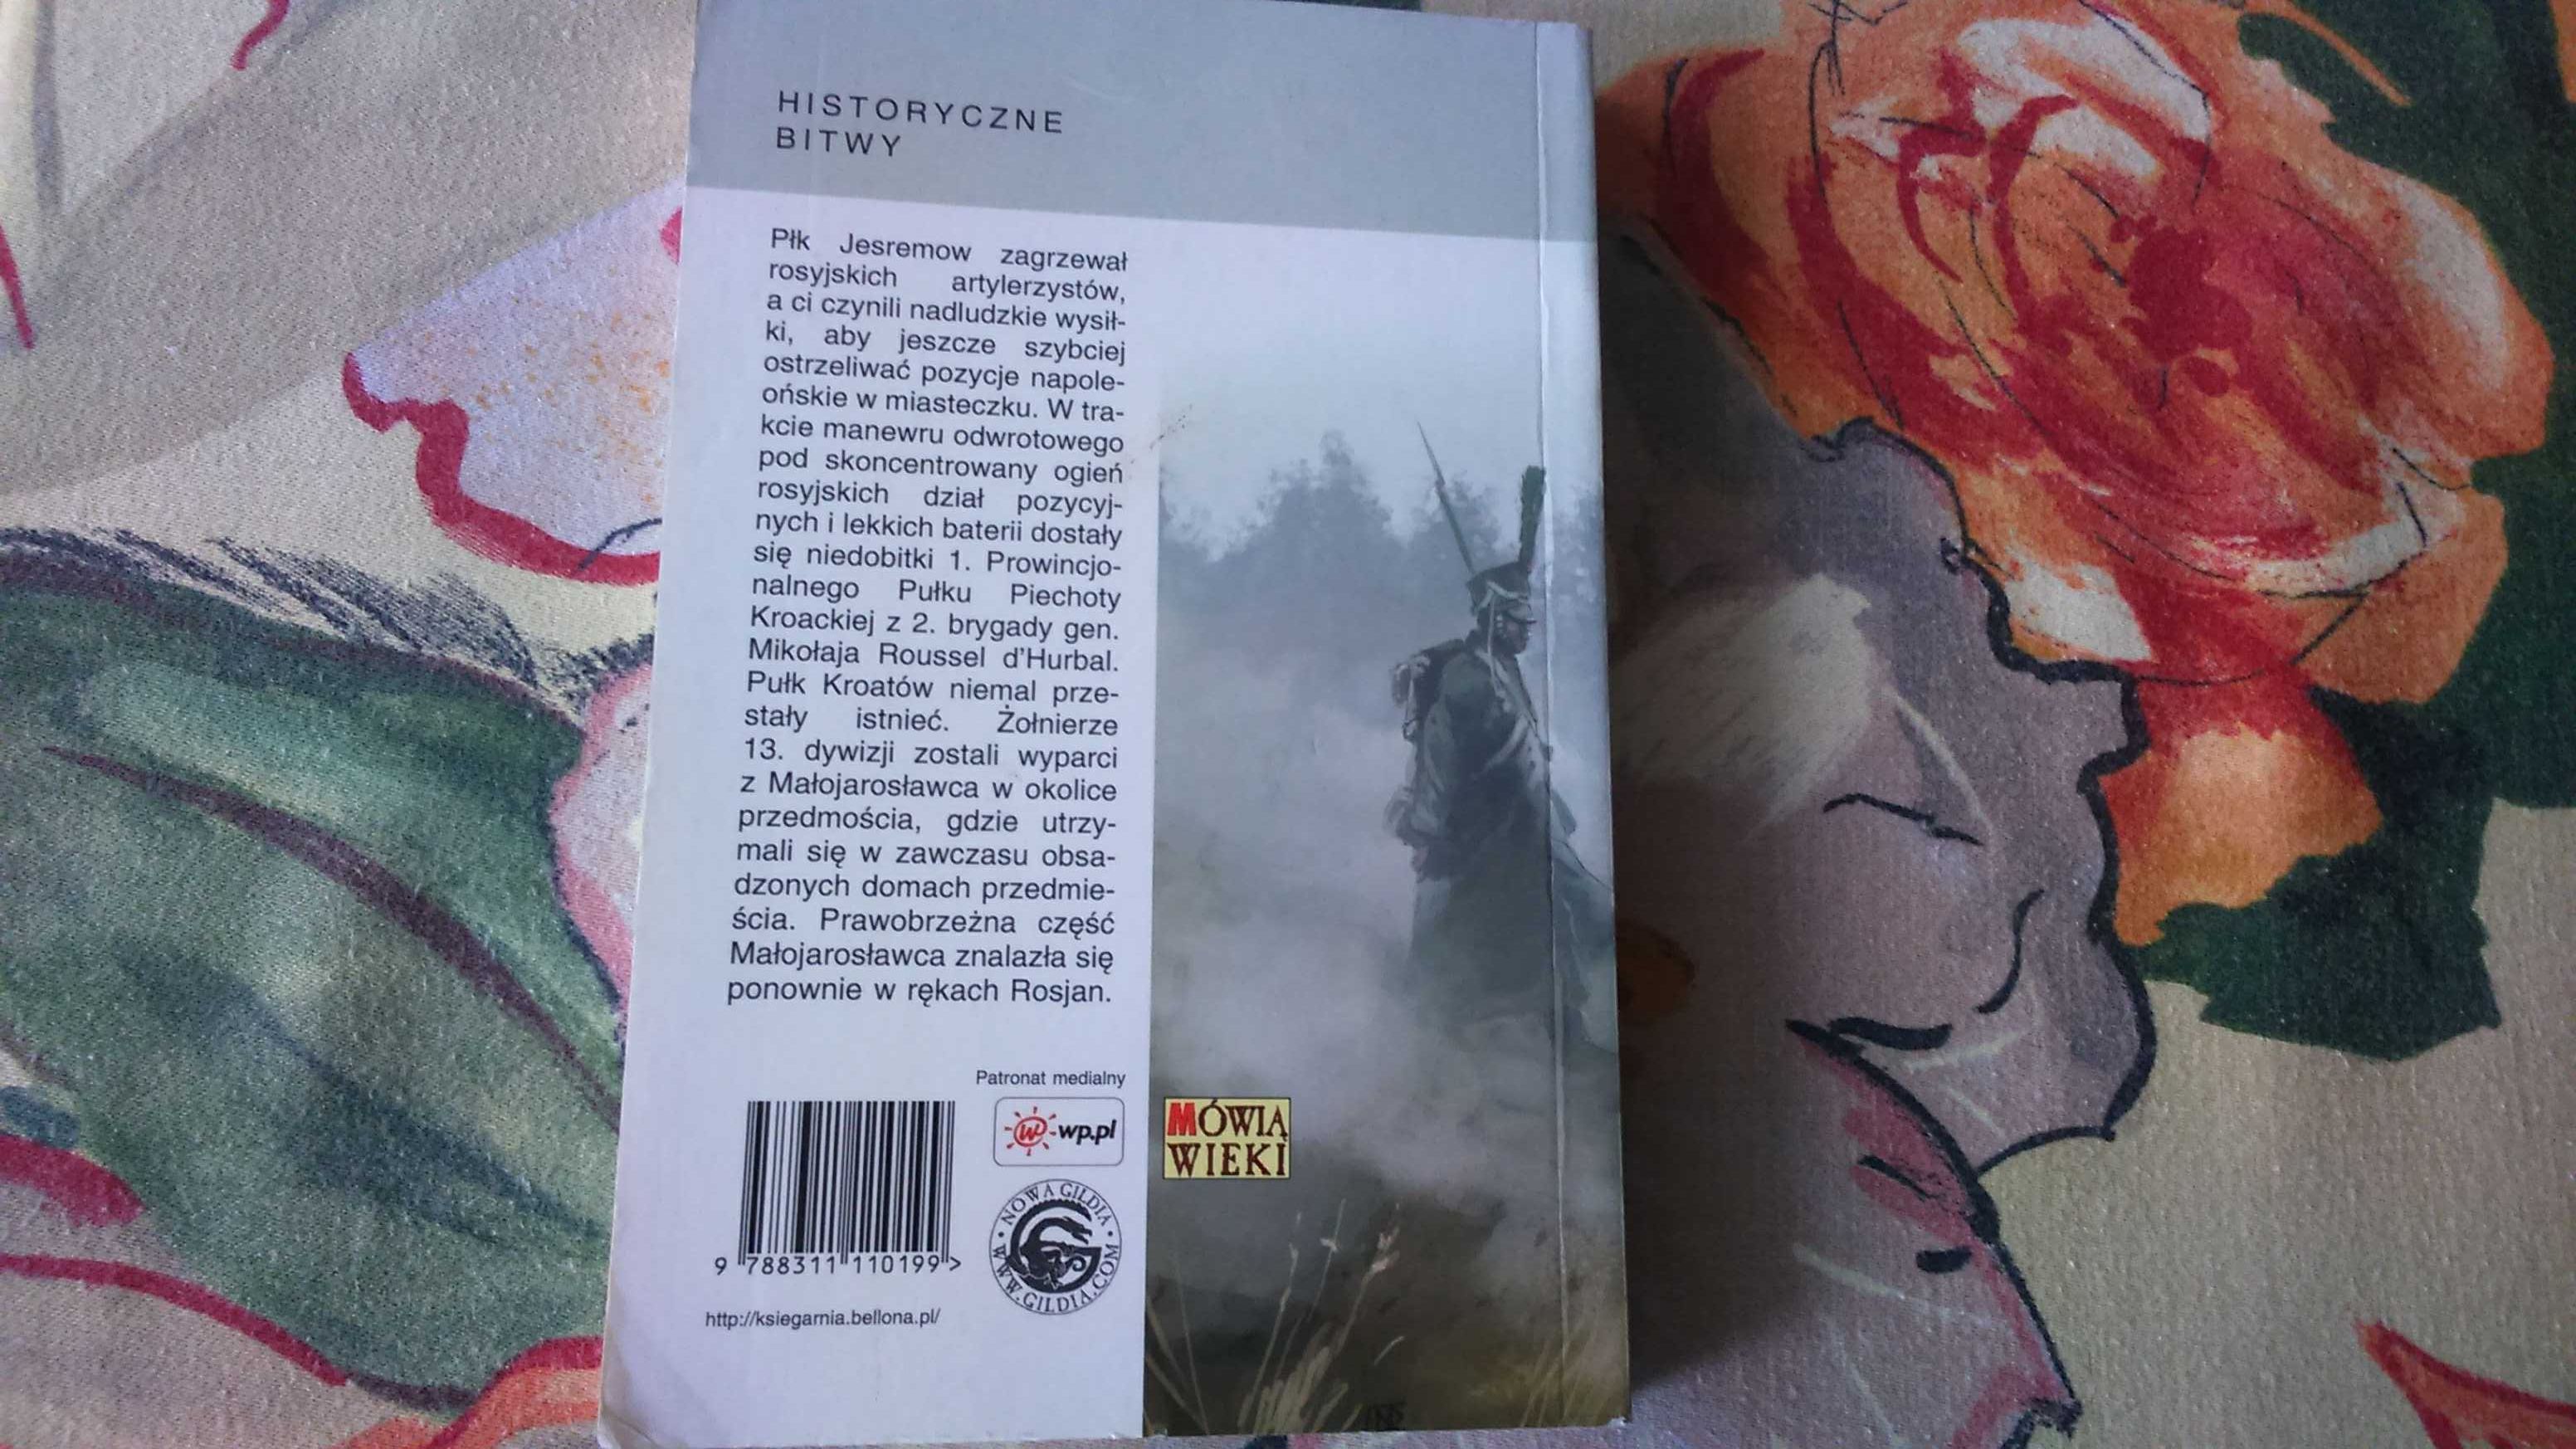 HISTORYCZNE
BITWY
Płk Jesremow zagrzewał
rosyjskich artylerzystów,
a ci czynili nadludzkie wysił-
ki, aby jeszcze szybciej
ostrzeliwać pozycje napole-
ońskie w miasteczku. W tra-
kcie manewru odwrotowego
pod skoncentrowany ogień
rosyjskich dział pozycyj-
nych i lekkich baterii dostały
się niedobitki 1. Prowincjo-
nalnego Pułku Piechoty
Kroackiej z 2. brygady gen.
Mikołaja Roussel d'Hurbal.
Pułk Kroatów niemal prze-
stały istnieć. Żołnierze
13. dywizji zostali wyparci
z Małojarosławca w okolice
przedmościa, gdzie utrzy-
mali się w zawczasu obsa-
dzonych domach przedmie-
ścia. Prawobrzeżna część
Małojarosławca znalazła się
ponownie w rękach Rosjan.
Patronat medialny
wp.pl
MÓWIĄ
WIEKI
NOWA GILDIA
WWW.GILDIA.COM
9 788311 110199 >
http://ksiegarnia.bellona.pl/